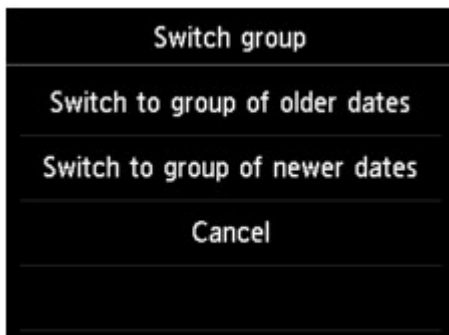 Switch group
Switch to group of older dates
Switch to group of newer dates
Cancel